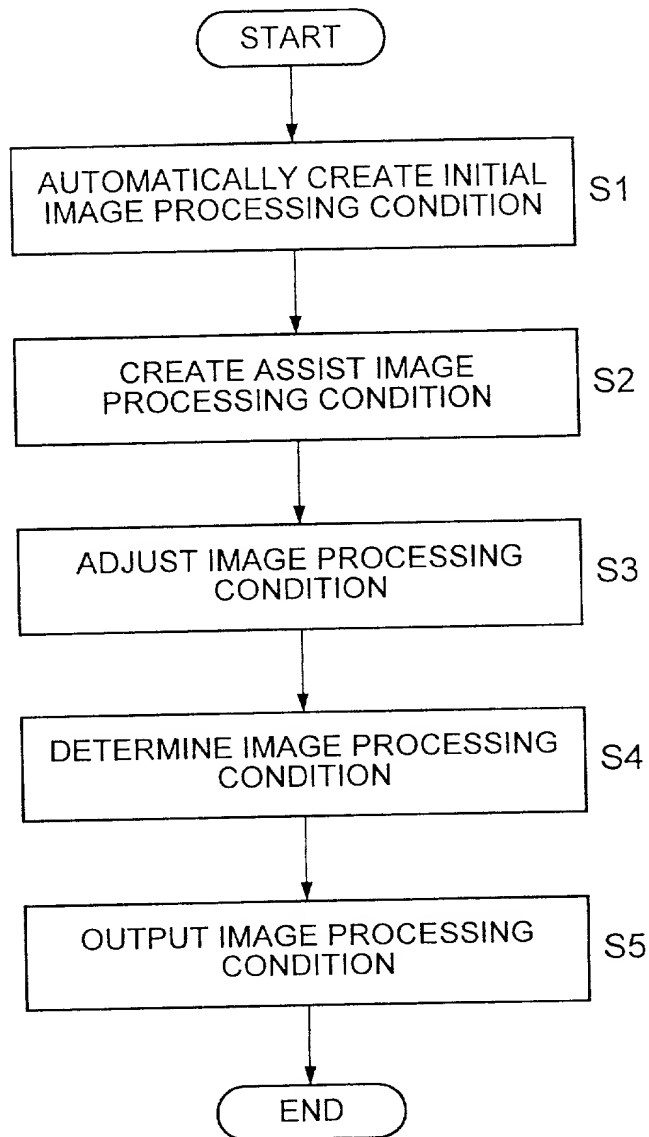 START
AUTOMATICALLY CREATE INITIAL
IMAGE PROCESSING CONDITION
S1
CREATE ASSIST IMAGE
PROCESSING CONDITION
S2
ADJUST IMAGE PROCESSING
CONDITION
S3
DETERMINE IMAGE PROCESSING
CONDITION
S4
OUTPUT IMAGE PROCESSING
CONDITION
S5
END